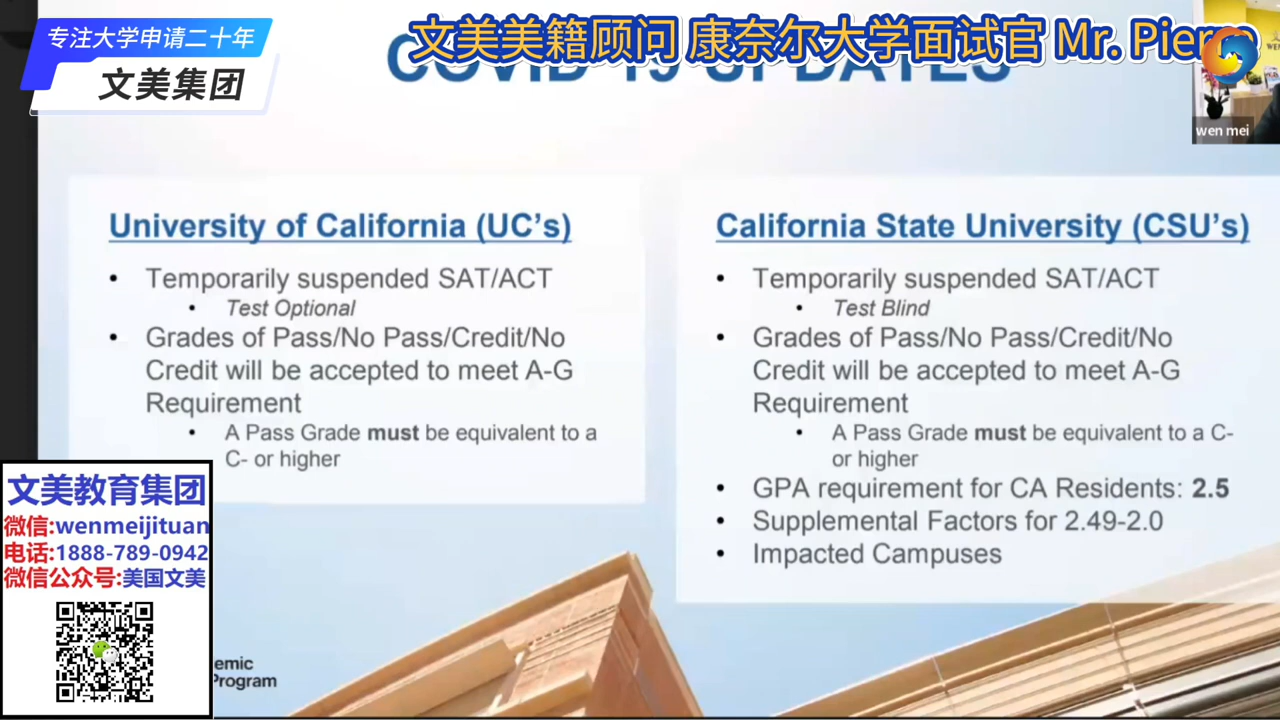 专注大学申请二十年
文美集团
文美美籍顾问 康奈尔大学面试官 Mr.
COVID-19 UPDATES
wen mei
University of California (UC's)
• Temporarily suspended SAT/ACT
• Test Optional
• Grades of Pass/No Pass/Credit/No
Credit will be accepted to meet A-G
Requirement
• A Pass Grade must be equivalent to a
C- or higher
California State University (CSU's)
• Temporarily suspended SAT/ACT
• Test Blind
• Grades of Pass/No Pass/Credit/No
Credit will be accepted to meet A-G
Requirement
• A Pass Grade must be equivalent to a C-
or higher
• GPA requirement for CA Residents: 2.5
• Supplemental Factors for 2.49-2.0
• Impacted Campuses
文美教育集团
微信:wenmeijituan
电话:1888-789-0942
微信公众号:美国文美
emic
Program